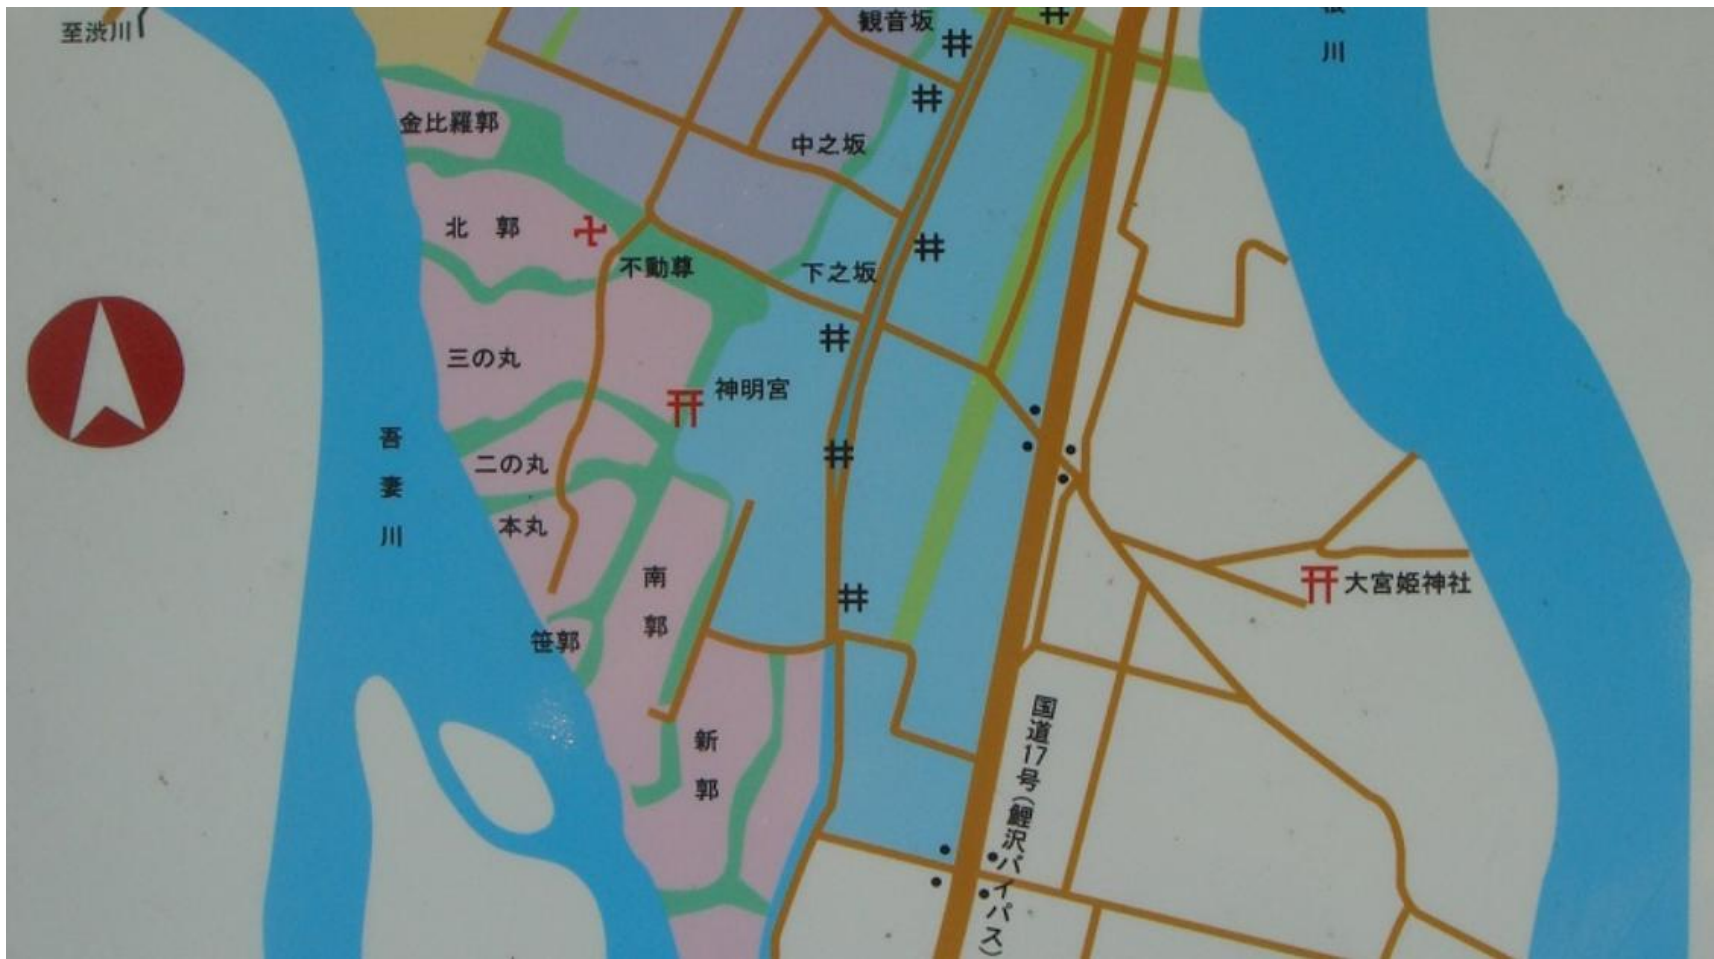 至渋川
観音坂
川
金比羅郭
中之坂
北郭
不動尊
下之坂
三の丸
神明宮
吾妻川
二の丸
本丸
南郭
大宮姫神社
笹郭
新郭
国道17号(鯉沢バイパス)